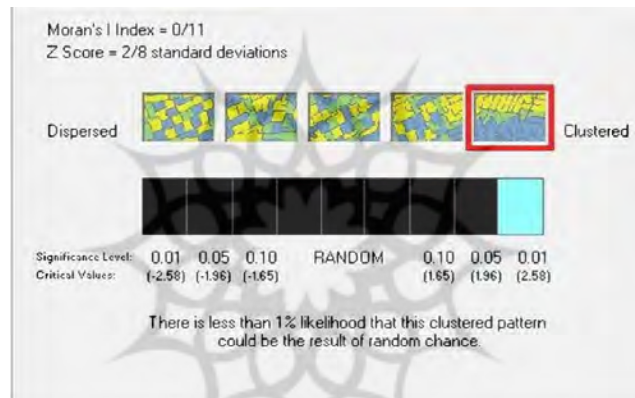 Moran's I Index = 0/11
Z Score = 2/8 standard deviations
Dispersed
Clustered
Significance Level: 0.01 0.05 0.10 RANDOM 0.10 0.05 0.01
Critical Values: (-2.58) (-1.96) (-1.65) (1.65) (1.96) (2.58)
There is less than 1% likelihood that this clustered pattern
could be the result of random chance.